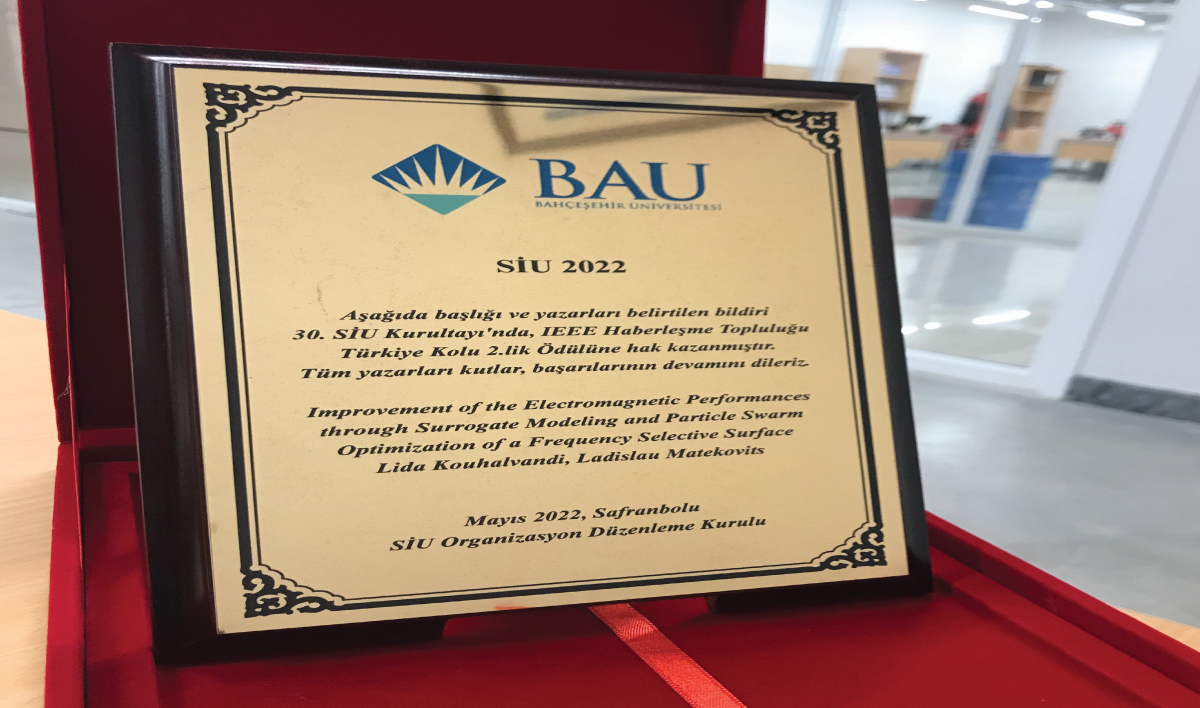 BAU
BAHÇEŞEHİR ÜNİVERSİTESİ
SİU 2022
Aşağıda başlığı ve yazarları belirtilen bildiri
30. SİU Kurultayı'nda, IEEE Haberleşme Topluluğu
Türkiye Kolu 2.lik Ödülüne hak kazanmıştır.
Tüm yazarları kutlar, başarılarının devamını dileriz.
Improvement of the Electromagnetic Performances
through Surrogate Modeling and Particle Swarm
Optimization of a Frequency Selective Surface
Lida Kouhalvandi, Ladislau Matekovits
Mayıs 2022, Safranbolu
SİU Organizasyon Düzenleme Kurulu